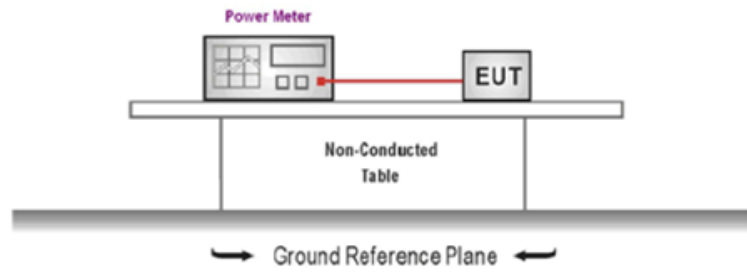 Power Meter
EUT
Non-Conducted
Table
Ground Reference Plane